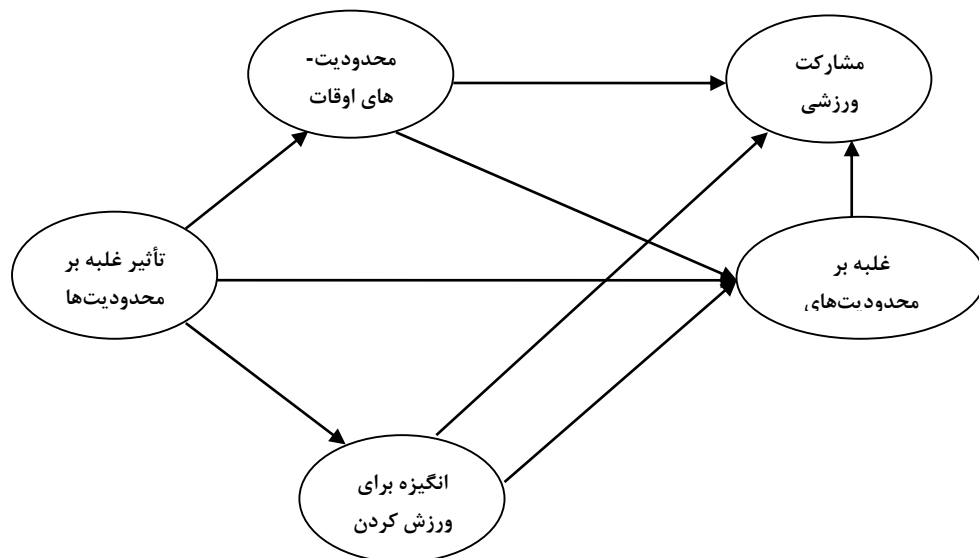 محدودیت-
های اوقات
مشارکت
ورزشی
تأثیر غلبه بر
محدودیت‌ها
غلبه بر
محدودیت‌های
انگیزه برای
ورزش کردن